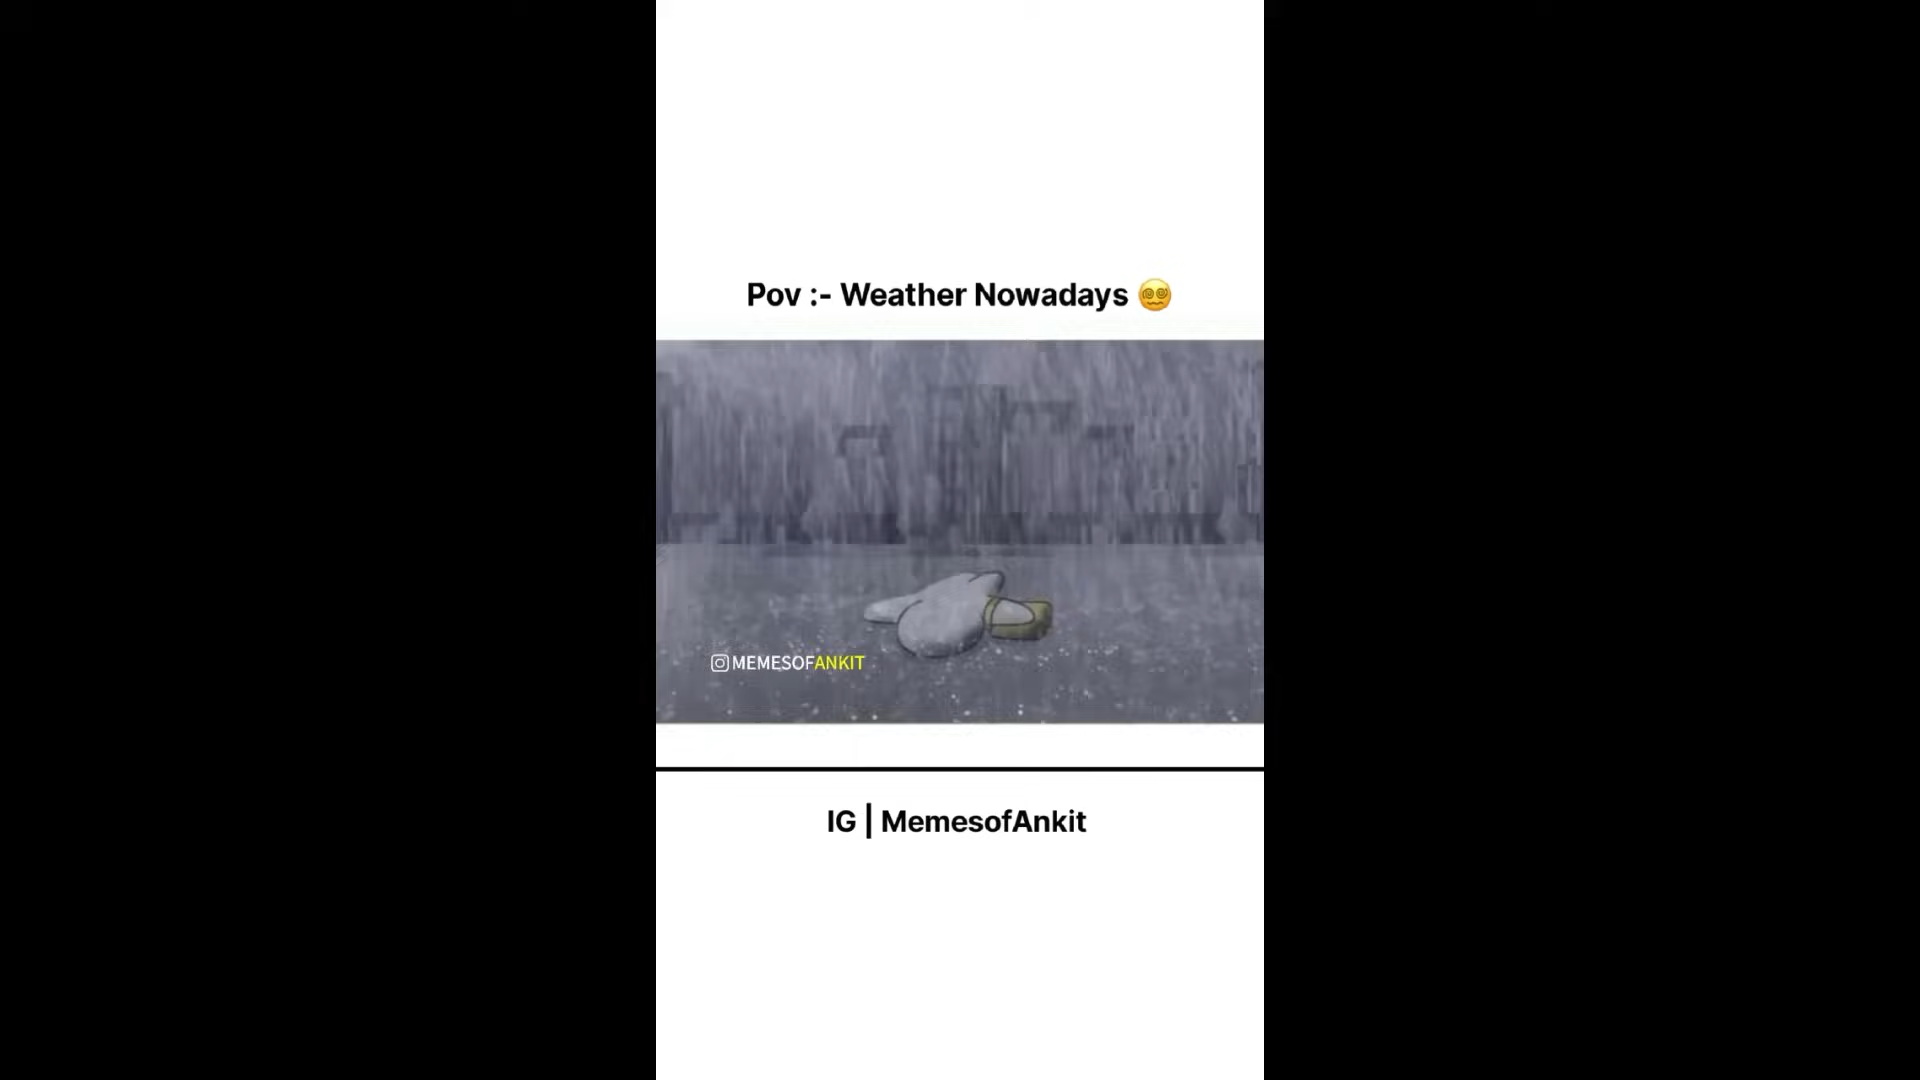 Pov :- Weather Nowadays 😵‍💫
MEMESOFANKIT
IG | MemesofAnkit